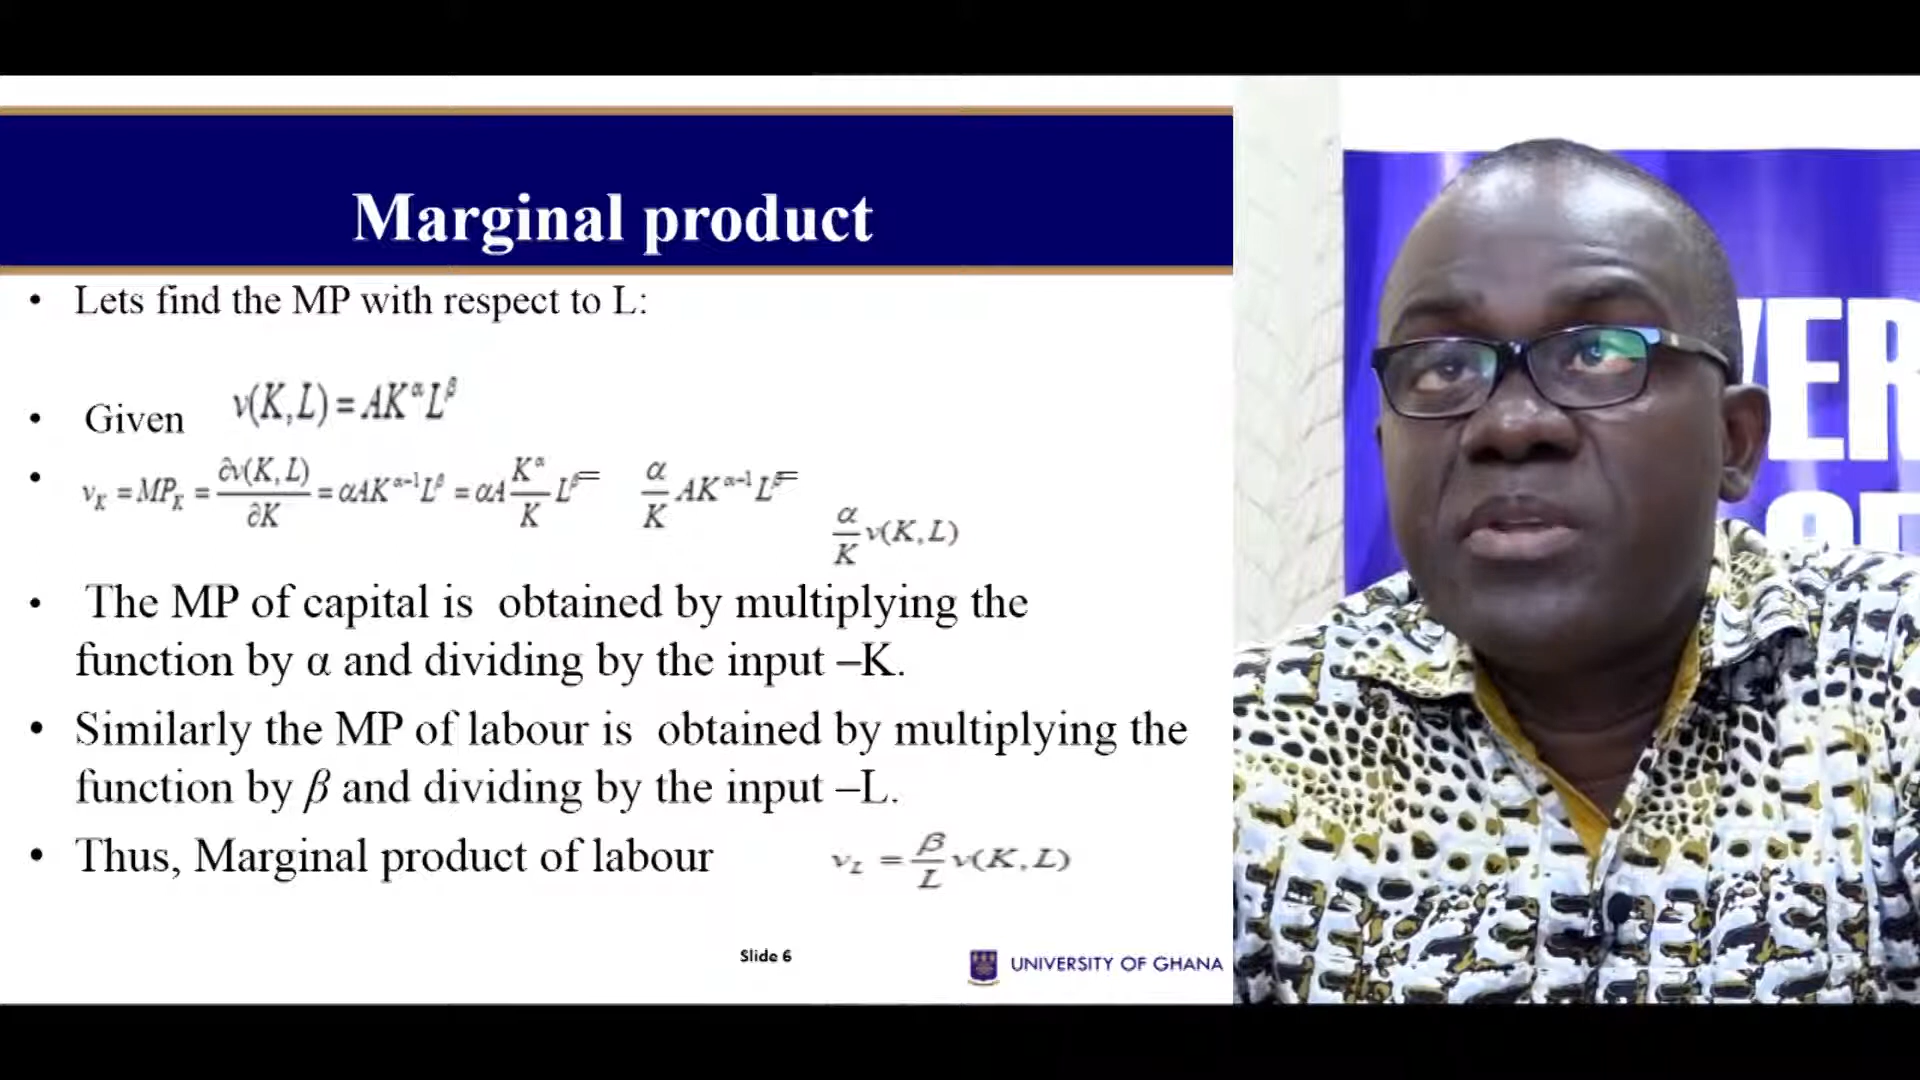 Marginal product
• Lets find the MP with respect to L:
• Given v(K,L) = AK^α L^β
• v_K = MP_K = ∂v(K,L)/∂K = αAK^(α-1) L^β = αA K^α/K L^β = α/K AK^(α-1) L^β =
α/K v(K,L)
• The MP of capital is obtained by multiplying the
function by α and dividing by the input –K.
• Similarly the MP of labour is obtained by multiplying the
function by β and dividing by the input –L.
• Thus, Marginal product of labour v_L = β/L v(K,L)
Slide 6
UNIVERSITY OF GHANA
VER